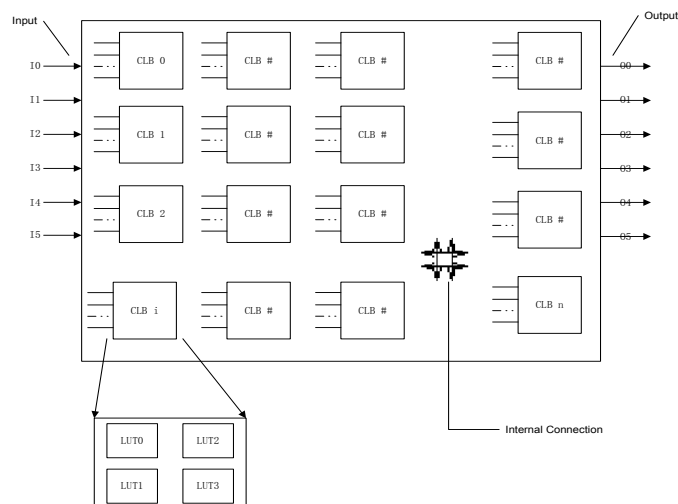 Input
Output
CLB 0
CLB #
CLB #
CLB #
I0
O0
I1
O1
CLB 1
CLB #
CLB #
CLB #
I2
O2
I3
O3
CLB 2
CLB #
CLB #
CLB #
I4
O4
I5
O5
CLB i
CLB #
CLB #
CLB n
Internal Connection
LUT0
LUT2
LUT1
LUT3